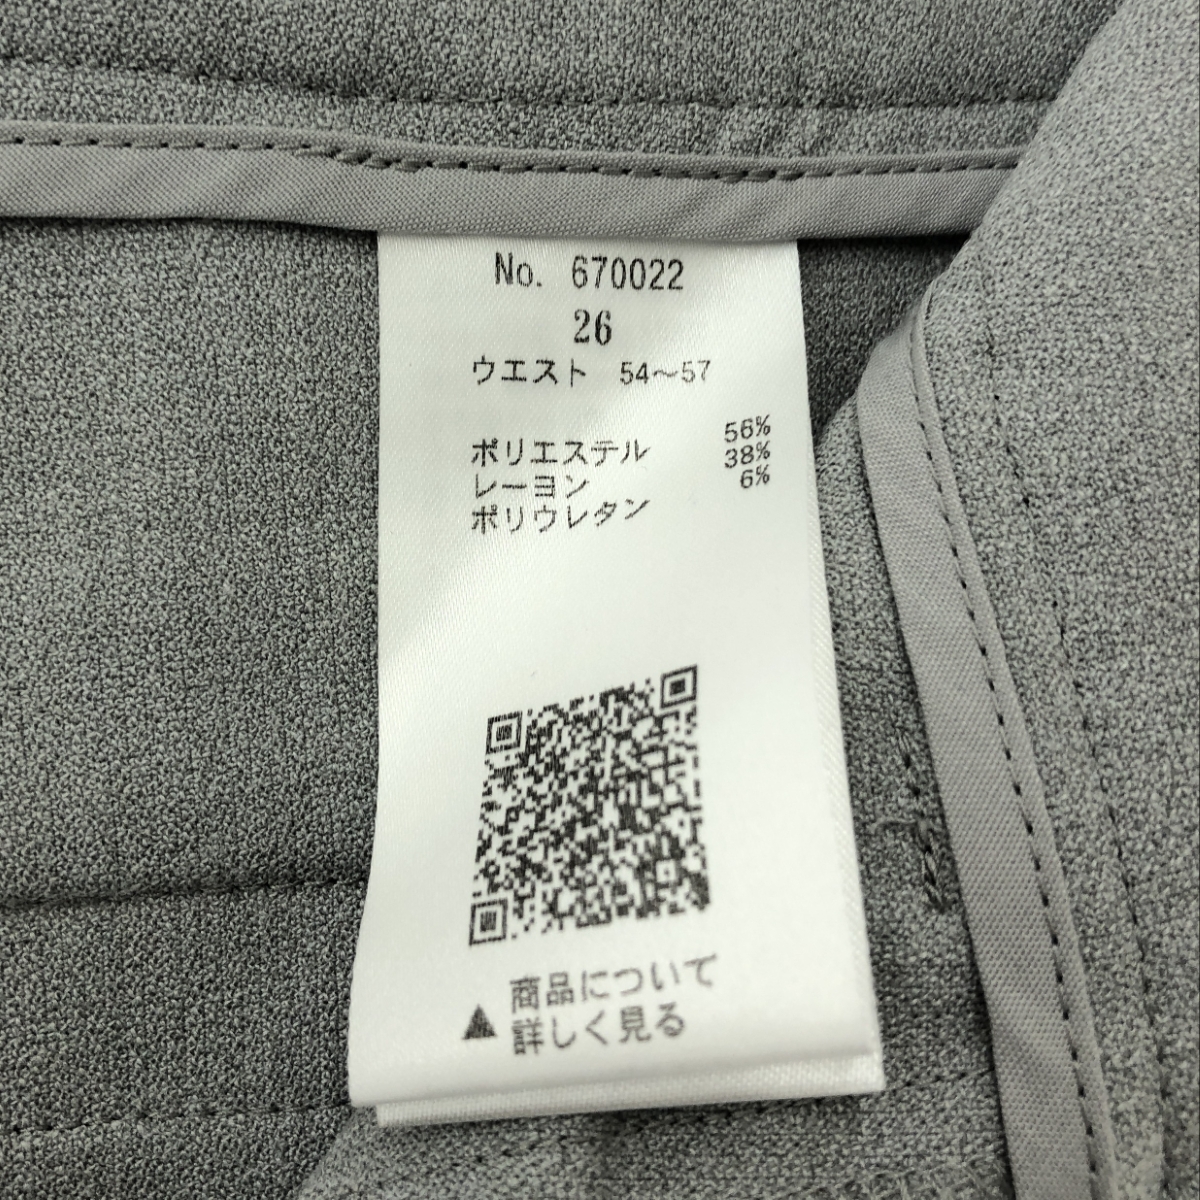 No. 670022
26
ウエスト 54～57
ポリエステル 56%
レーヨン 38%
ポリウレタン 6%
▲ 商品について
詳しく見る